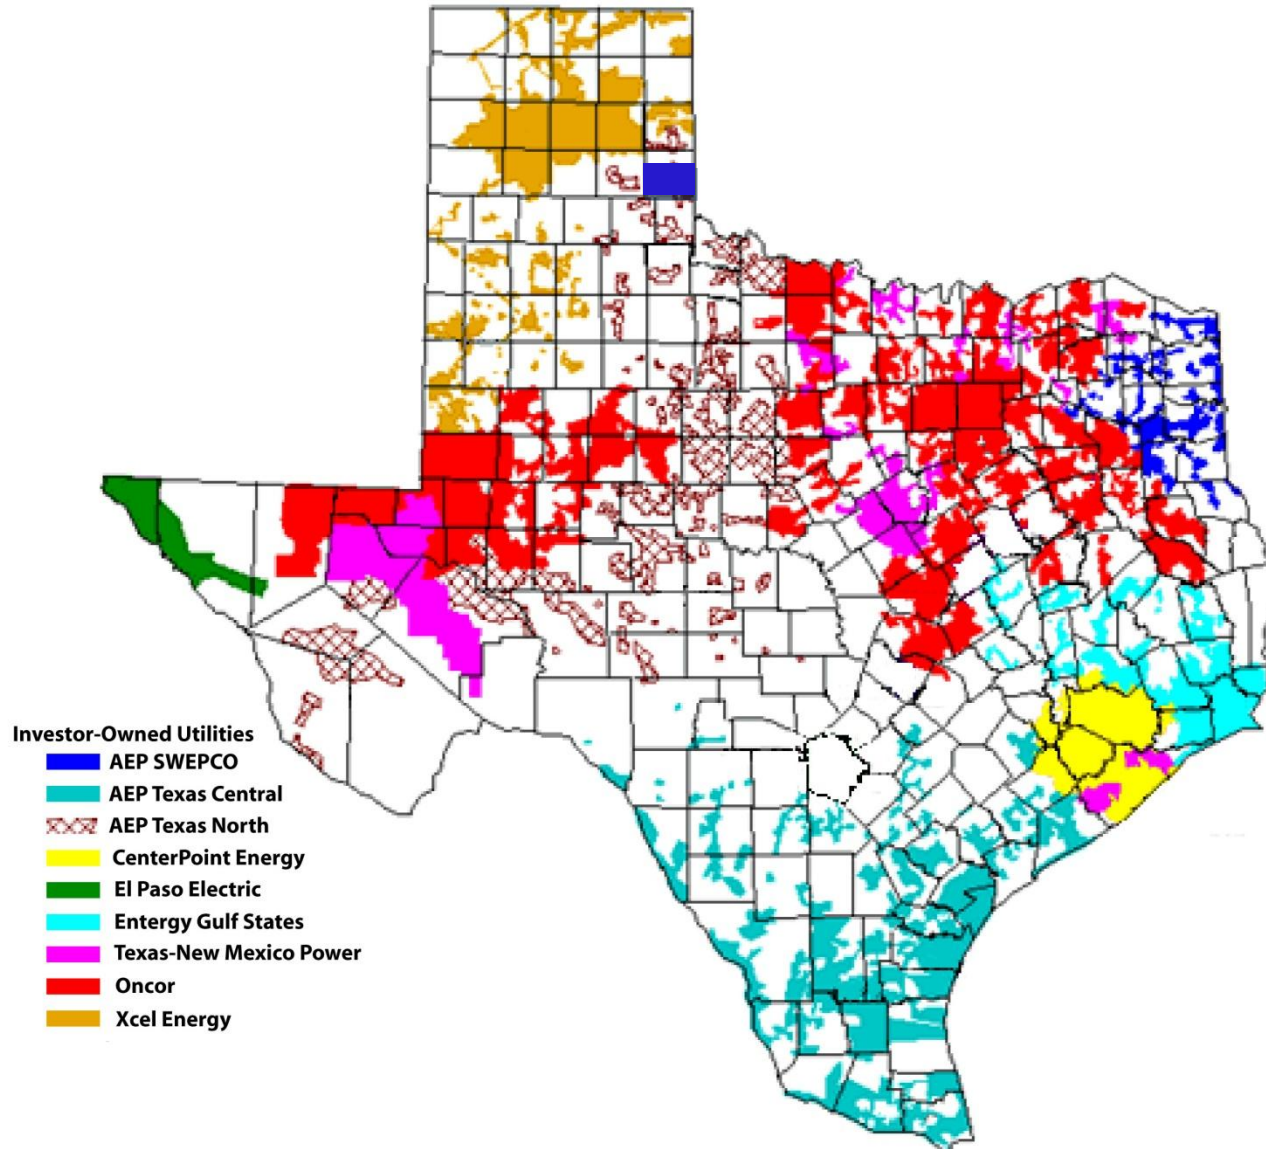 Investor-Owned Utilities
AEP SWEPCO
AEP Texas Central
AEP Texas North
CenterPoint Energy
El Paso Electric
Entergy Gulf States
Texas-New Mexico Power
Oncor
Xcel Energy